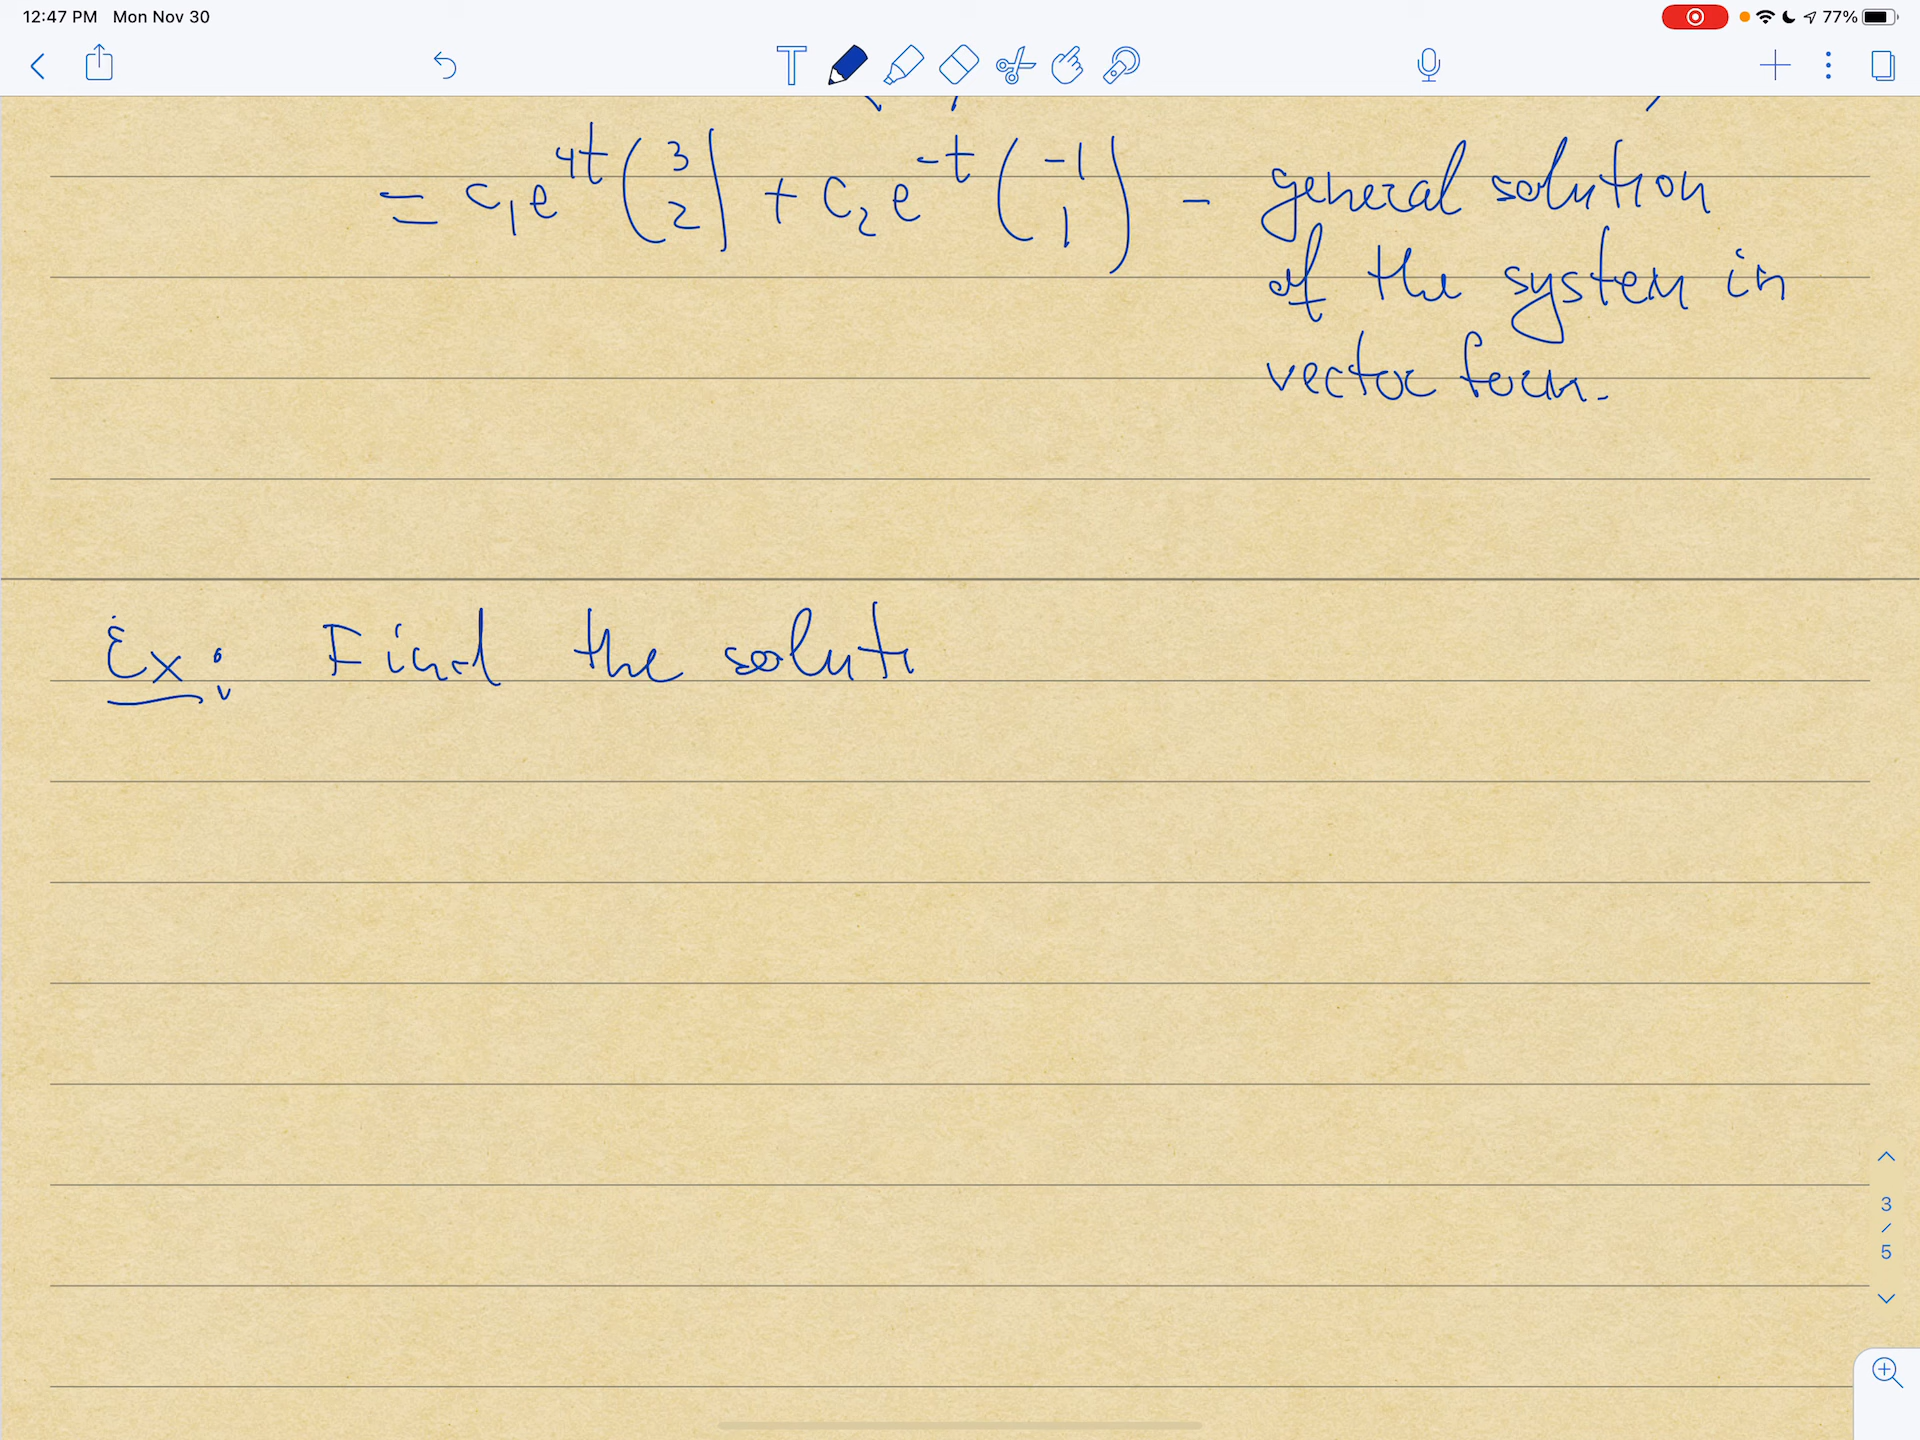 12:47 PM Mon Nov 30
77%
= c₁e^{4t} (3 2) + c₂e^{-t} (-1 1) - general solution
of the system in
vector form.
Ex: Find the soluti
3
/
5